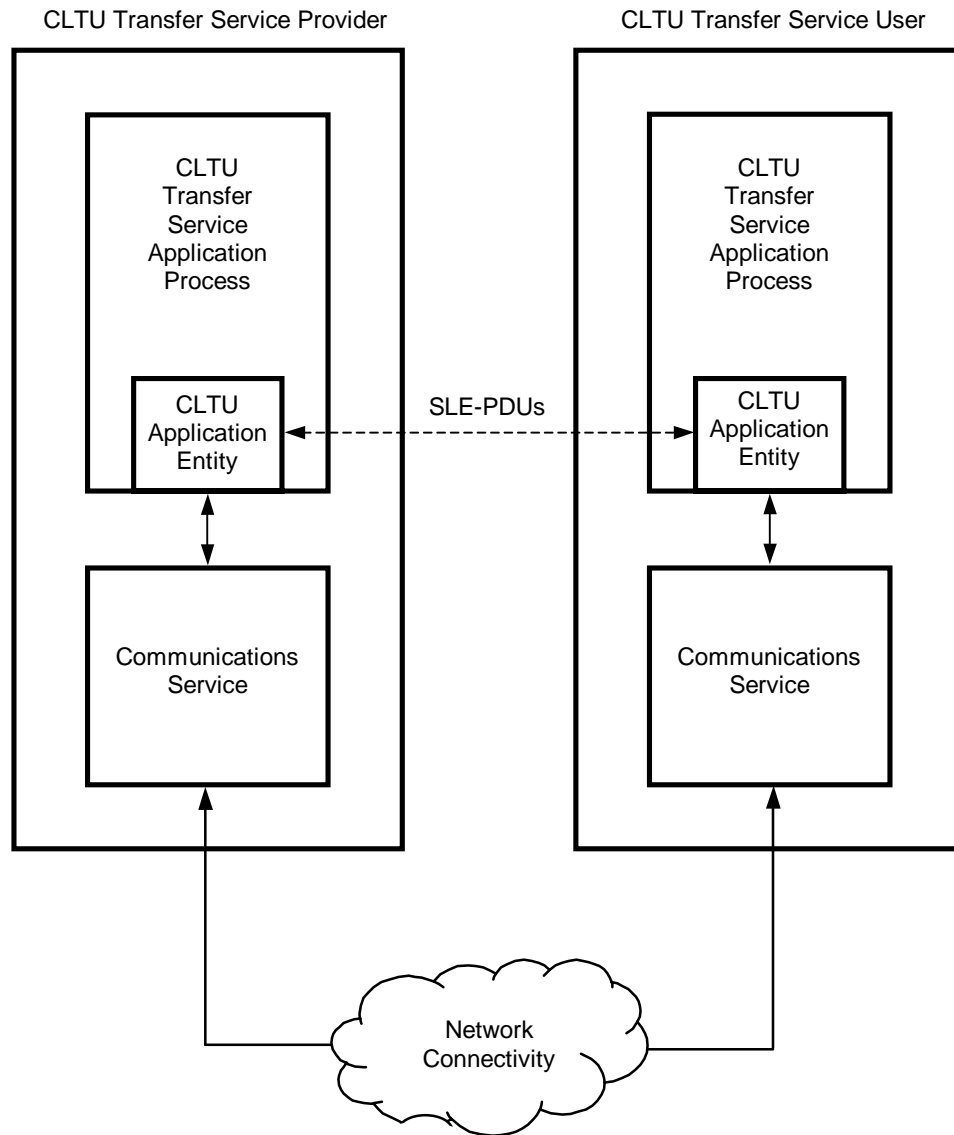 CLTU Transfer Service Provider
CLTU Transfer Service User
CLTU
Transfer
Service
Application
Process
CLTU
Transfer
Service
Application
Process
CLTU
Application
Entity
SLE-PDUs
CLTU
Application
Entity
Communications
Service
Communications
Service
Network
Connectivity